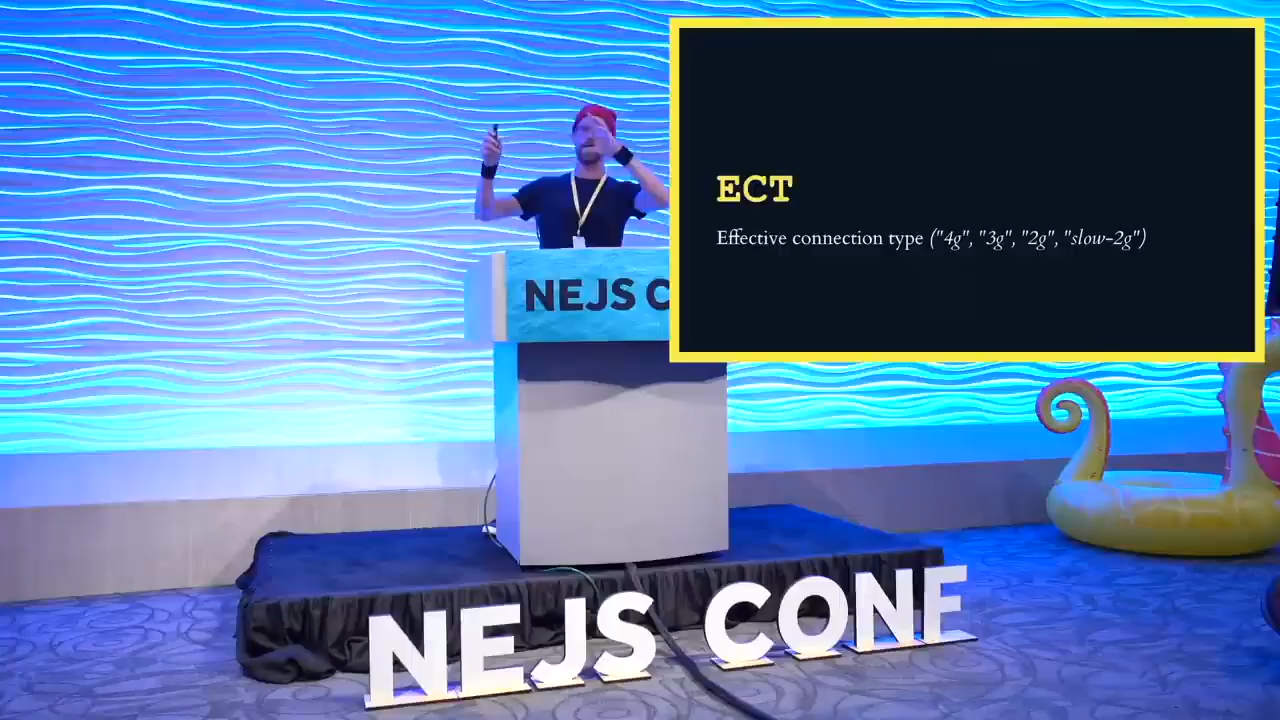 ECT
Effective connection type ("4g", "3g", "2g", "slow-2g")
NEJS C
NEJS CONF